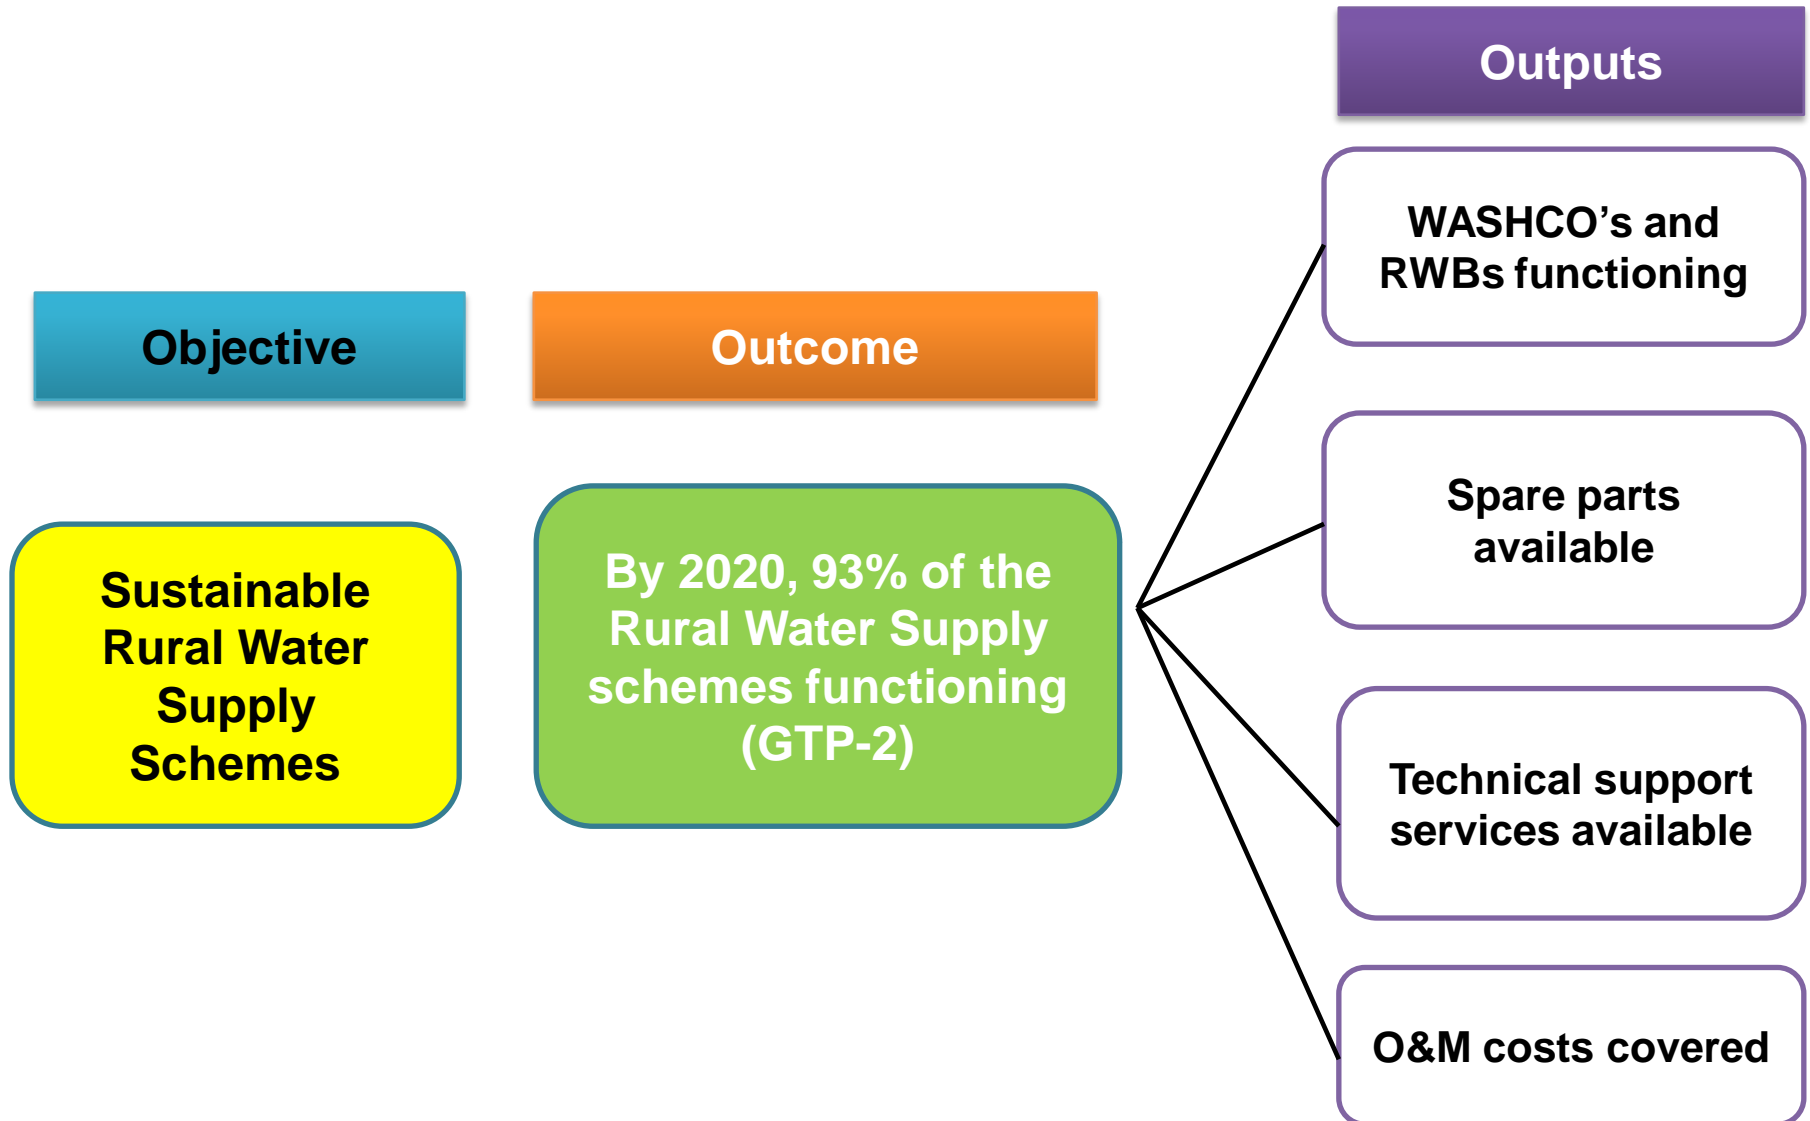 Outputs
WASHCO’s and
RWBs functioning
Objective
Outcome
Spare parts
available
Sustainable
Rural Water
Supply
Schemes
By 2020, 93% of the
Rural Water Supply
schemes functioning
(GTP-2)
Technical support
services available
O&M costs covered